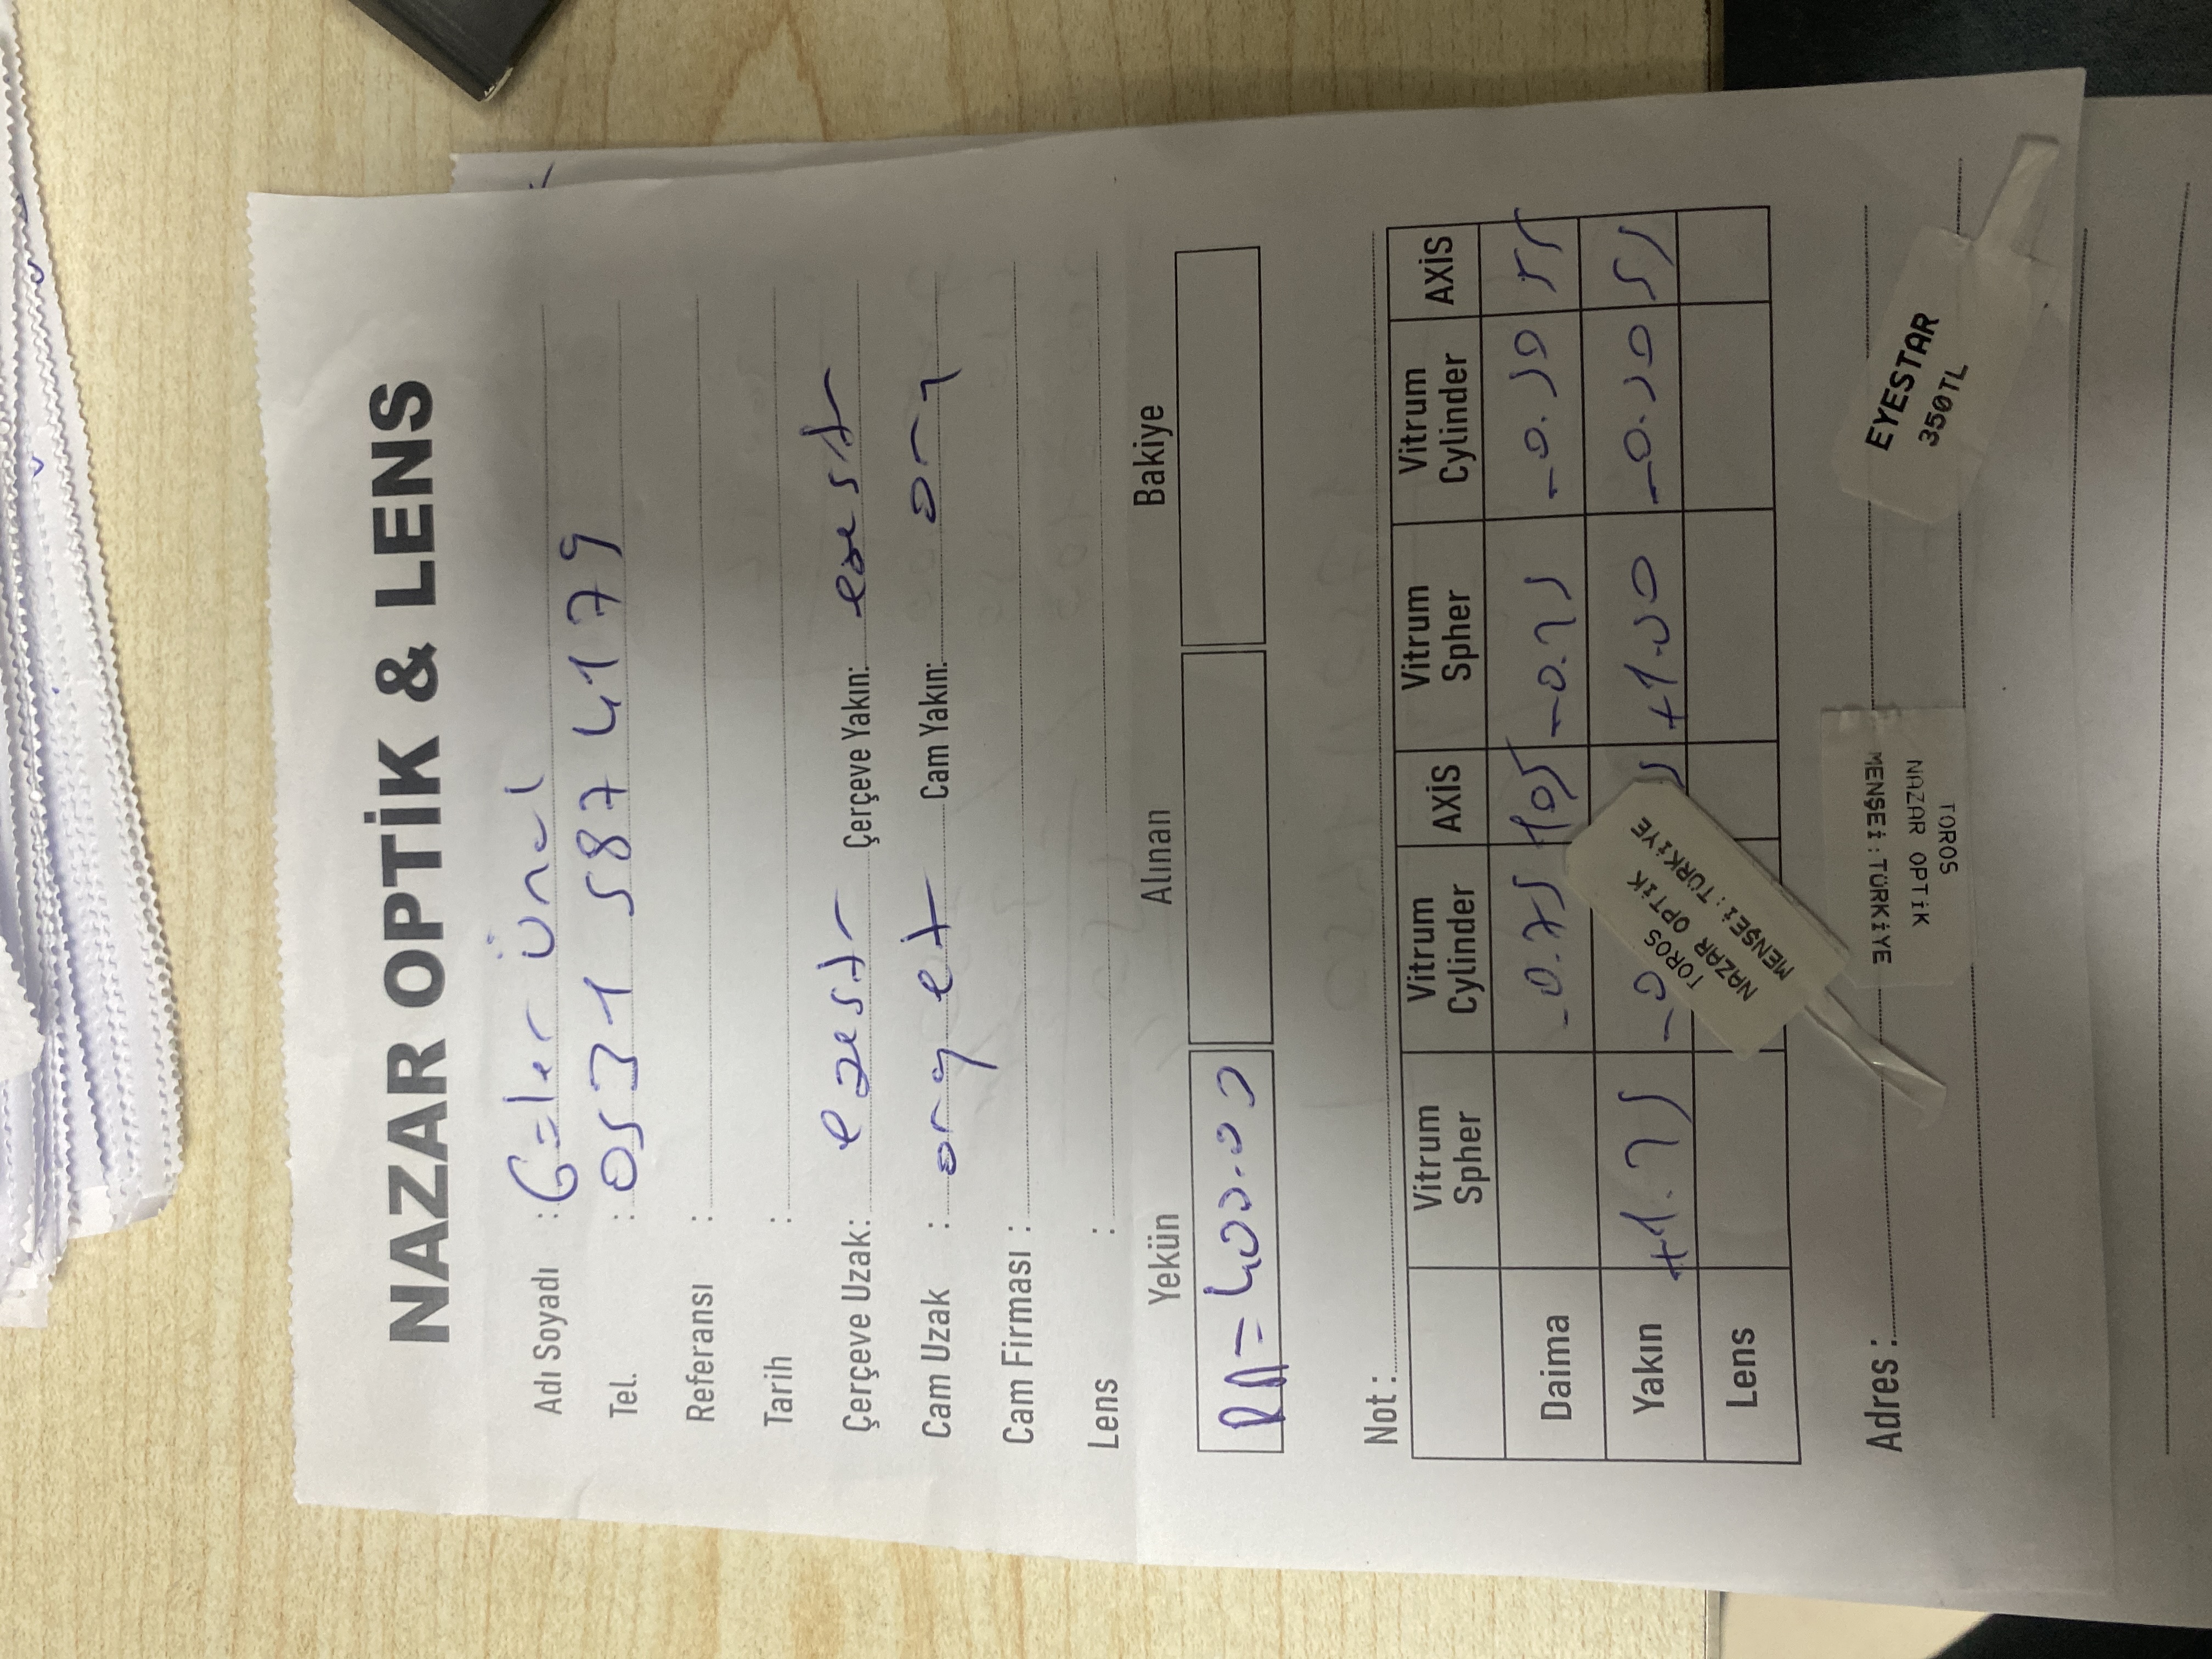 NAZAR OPTİK & LENS
Adı Soyadı : Güler Ünal
Tel. : 0531 587 4179
Referansı :
Tarih :
Çerçeve Uzak: Çerçeve Yakın:
Cam Uzak : org et Cam Yakın: org
Cam Firması :
Lens :
Yekün Alınan Bakiye
RA=400.00
Not :
Vitrum Spher Vitrum Cylinder AXİS Vitrum Spher Vitrum Cylinder AXİS
Daima -0.75 105 -0.75 -0.50 55
Yakın +1.75 -0 5 +1.00 -0.50 55
Lens
TOROS
NAZAR OPTİK
MENŞEİ:TÜRKİYE
Adres :
TOROS
NAZAR OPTİK
MENŞEİ:TÜRKİYE
EYESTAR
350TL